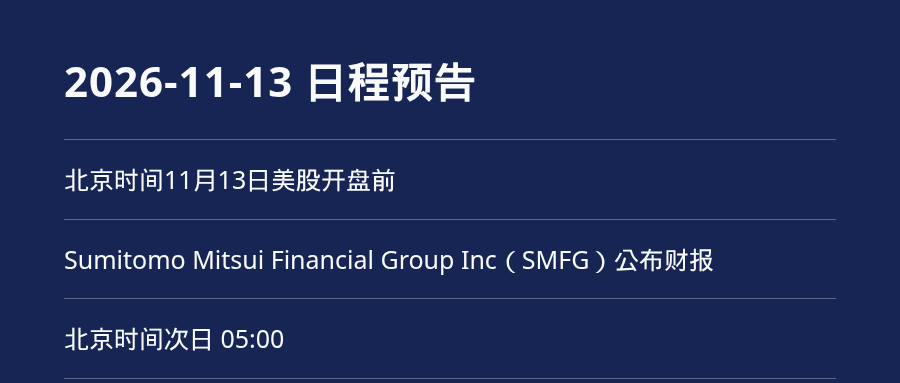 2026-11-13 日程预告
北京时间11月13日美股开盘前
Sumitomo Mitsui Financial Group Inc（SMFG）公布财报
北京时间次日 05:00